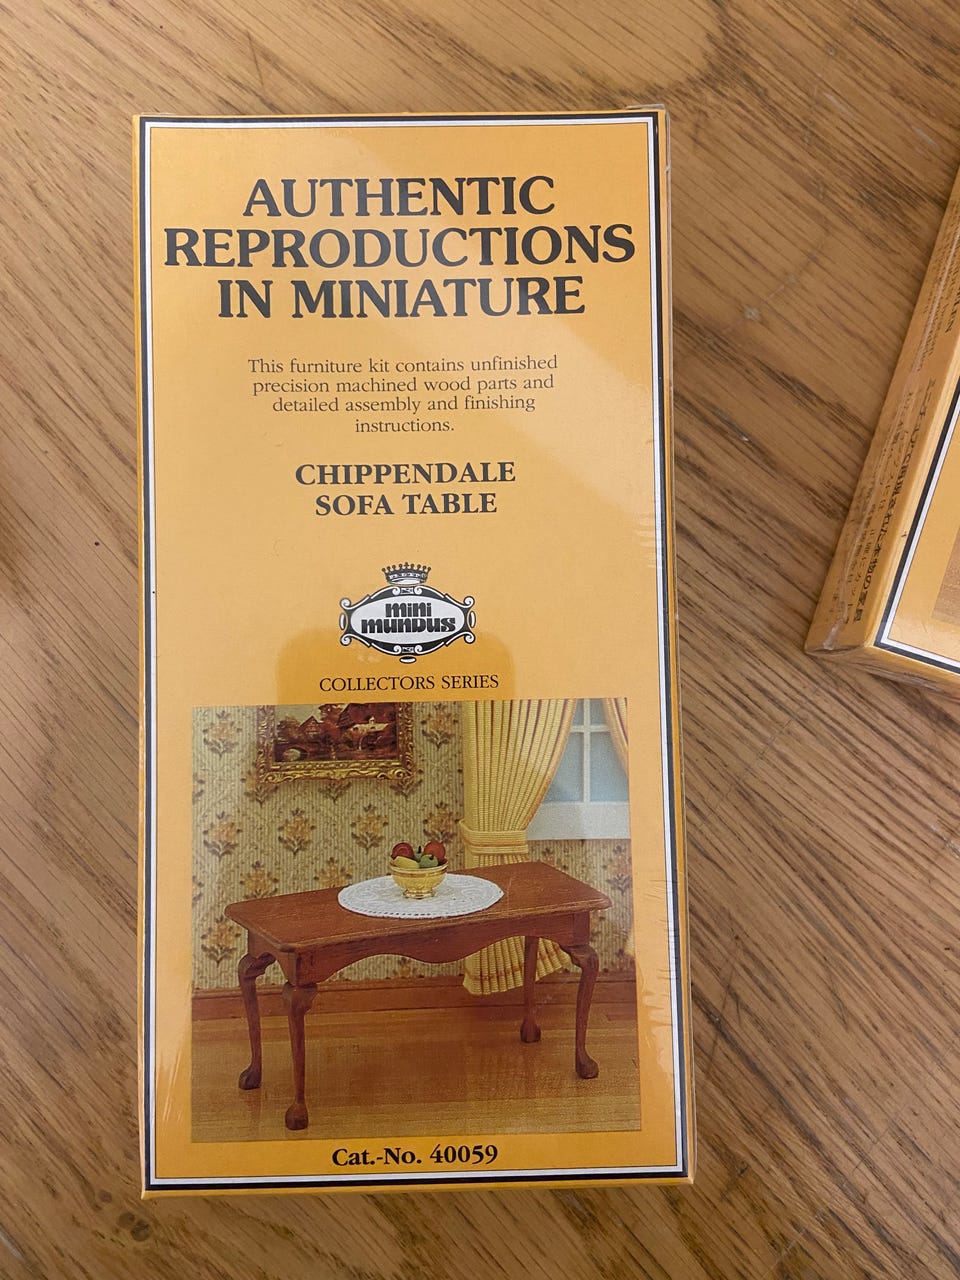 AUTHENTIC
REPRODUCTIONS
IN MINIATURE
This furniture kit contains unfinished
precision machined wood parts and
detailed assembly and finishing
instructions.
CHIPPENDALE
SOFA TABLE
mini
mundus
COLLECTORS SERIES
Cat.-No. 40059